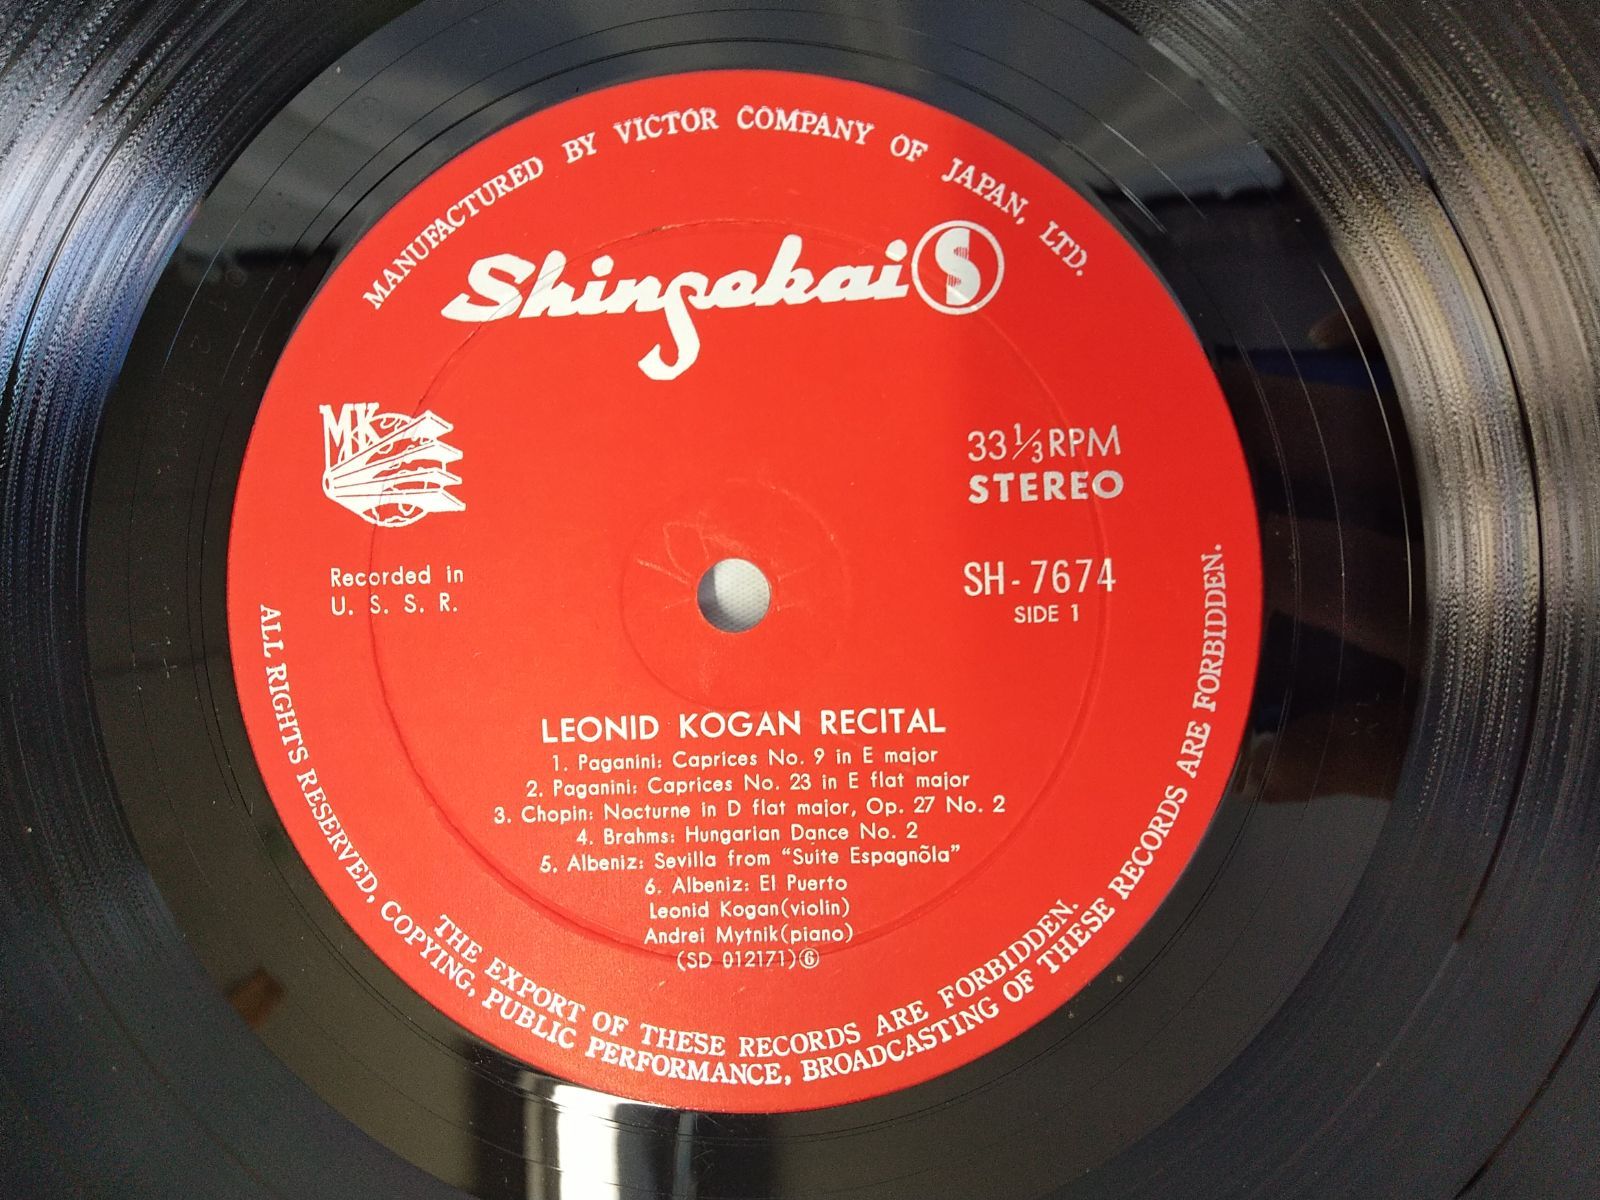 MANUFACTURED BY VICTOR COMPANY OF JAPAN, LTD.
Shinsekai S
MK
33 1/3 RPM
STEREO
Recorded in
U. S. S. R.
SH-7674
SIDE 1
LEONID KOGAN RECITAL
1. Paganini: Caprices No. 9 in E major
2. Paganini: Caprices No. 23 in E flat major
3. Chopin: Nocturne in D flat major, Op. 27 No. 2
4. Brahms: Hungarian Dance No. 2
5. Albeniz: Sevilla from “Suite Espagnõla”
6. Albeniz: El Puerto
Leonid Kogan(violin)
Andrei Mytnik(piano)
(SD 012171)⑥
THE EXPORT OF THESE RECORDS ARE FORBIDDEN.
ALL RIGHTS RESERVED, COPYING, PUBLIC PERFORMANCE, BROADCASTING OF THESE RECORDS ARE FORBIDDEN.